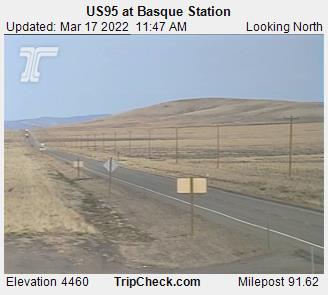 US95 at Basque Station
Updated: Mar 17 2022 11:47 AM Looking North
Elevation 4460 TripCheck.com Milepost 91.62